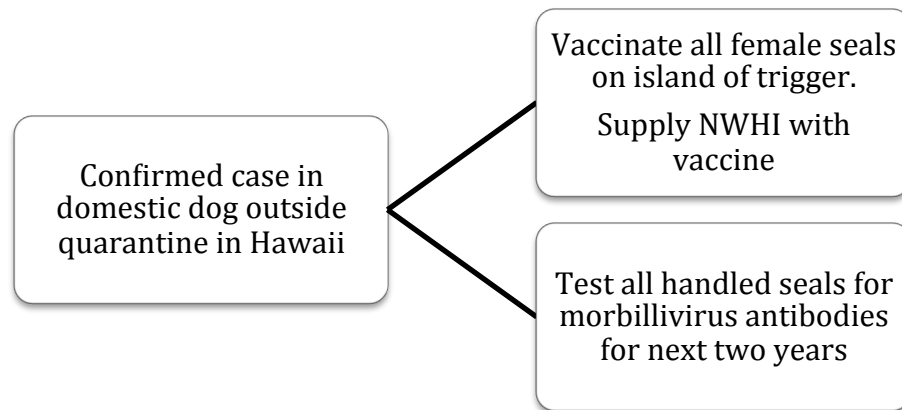 Confirmed case in
domestic dog outside
quarantine in Hawaii
Vaccinate all female seals
on island of trigger.
Supply NWHI with
vaccine
Test all handled seals for
morbillivirus antibodies
for next two years